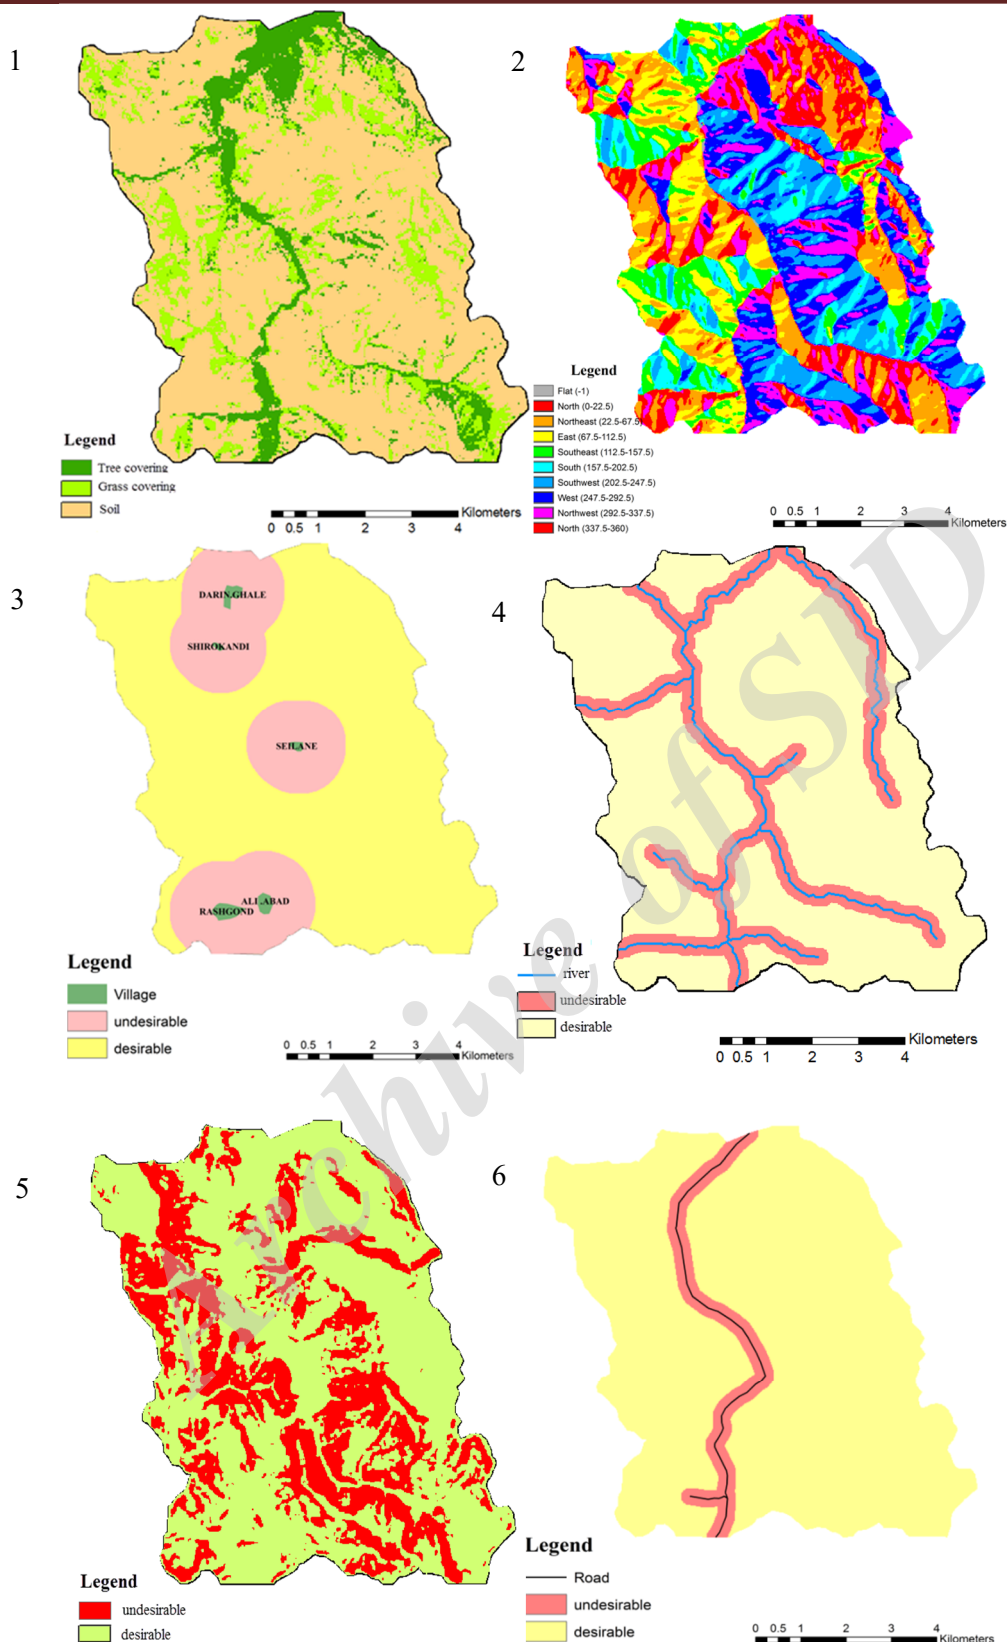 1
Legend
Tree covering
Grass covering
Soil
Kilometers
0 0.5 1 2 3 4
2
Legend
Flat (-1)
North (0-22.5)
Northeast (22.5-67.5)
East (67.5-112.5)
Southeast (112.5-157.5)
South (157.5-202.5)
Southwest (202.5-247.5)
West (247.5-292.5)
Northwest (292.5-337.5)
North (337.5-360)
Kilometers
0 0.5 1 2 3 4
3
DARIN.GHALE
SHIROKANDI
SEILANE
ALI.ABAD
RASHGOND
Legend
Village
undesirable
desirable
0 0.5 1 2 3 4
Kilometers
4
Legend
river
undesirable
desirable
Kilometers
0 0.5 1 2 3 4
5
Legend
undesirable
desirable
6
Legend
Road
undesirable
desirable
0 0.5 1 2 3 4
Kilometers
Archive of SID